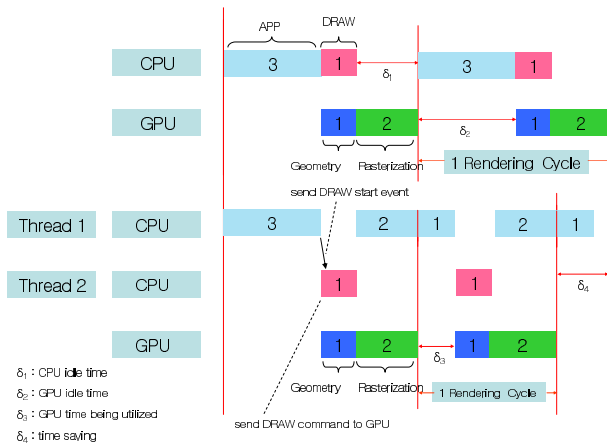 APP
DRAW
CPU
3
1
δ1
3
1
GPU
1
2
δ2
1
2
Geometry
Rasterization
1 Rendering Cycle
send DRAW start event
Thread 1
CPU
3
2
1
2
1
Thread 2
CPU
1
1
δ4
GPU
1
2
δ3
1
2
δ1 : CPU idle time
δ2 : GPU idle time
δ3 : GPU time being utilized
δ4 : time saying
Geometry
Rasterization
1 Rendering Cycle
send DRAW command to GPU